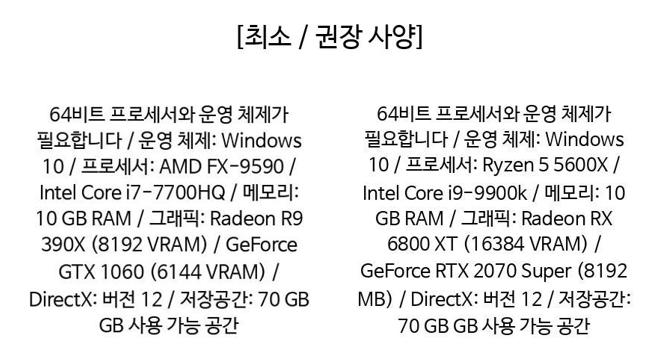 [최소 / 권장 사양]
64비트 프로세서와 운영 체제가
필요합니다 / 운영 체제: Windows
10 / 프로세서: AMD FX-9590 /
Intel Core i7-7700HQ / 메모리:
10 GB RAM / 그래픽: Radeon R9
390X (8192 VRAM) / GeForce
GTX 1060 (6144 VRAM) /
DirectX: 버전 12 / 저장공간: 70 GB
GB 사용 가능 공간
64비트 프로세서와 운영 체제가
필요합니다 / 운영 체제: Windows
10 / 프로세서: Ryzen 5 5600X /
Intel Core i9-9900k / 메모리: 10
GB RAM / 그래픽: Radeon RX
6800 XT (16384 VRAM) /
GeForce RTX 2070 Super (8192
MB) / DirectX: 버전 12 / 저장공간:
70 GB GB 사용 가능 공간